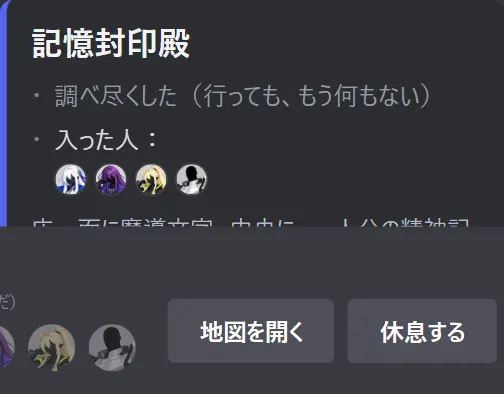 記憶封印殿
・ 調べ尽くした（行っても、もう何もない）
・ 入った人：
だ）
地図を開く
休息する